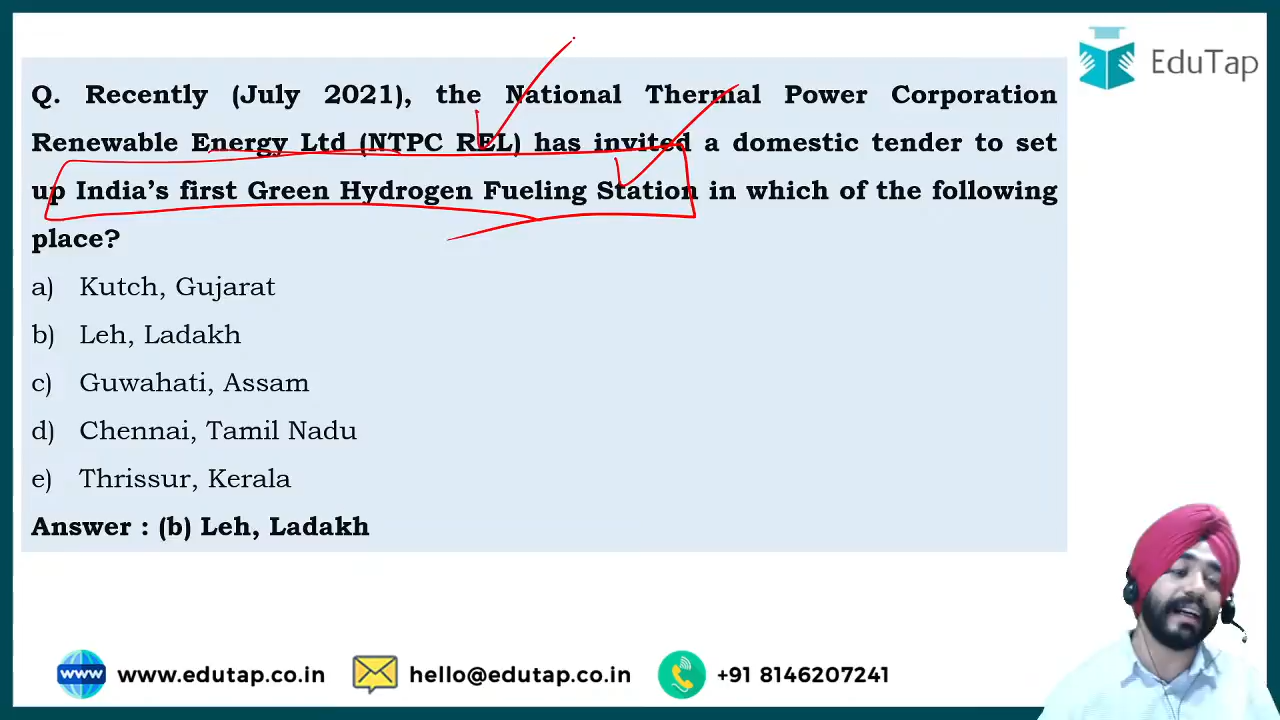 EduTap
Q. Recently (July 2021), the National Thermal Power Corporation
Renewable Energy Ltd (NTPC REL) has invited a domestic tender to set
up India's first Green Hydrogen Fueling Station in which of the following
place?
a) Kutch, Gujarat
b) Leh, Ladakh
c) Guwahati, Assam
d) Chennai, Tamil Nadu
e) Thrissur, Kerala
Answer : (b) Leh, Ladakh
www www.edutap.co.in hello@edutap.co.in +91 8146207241